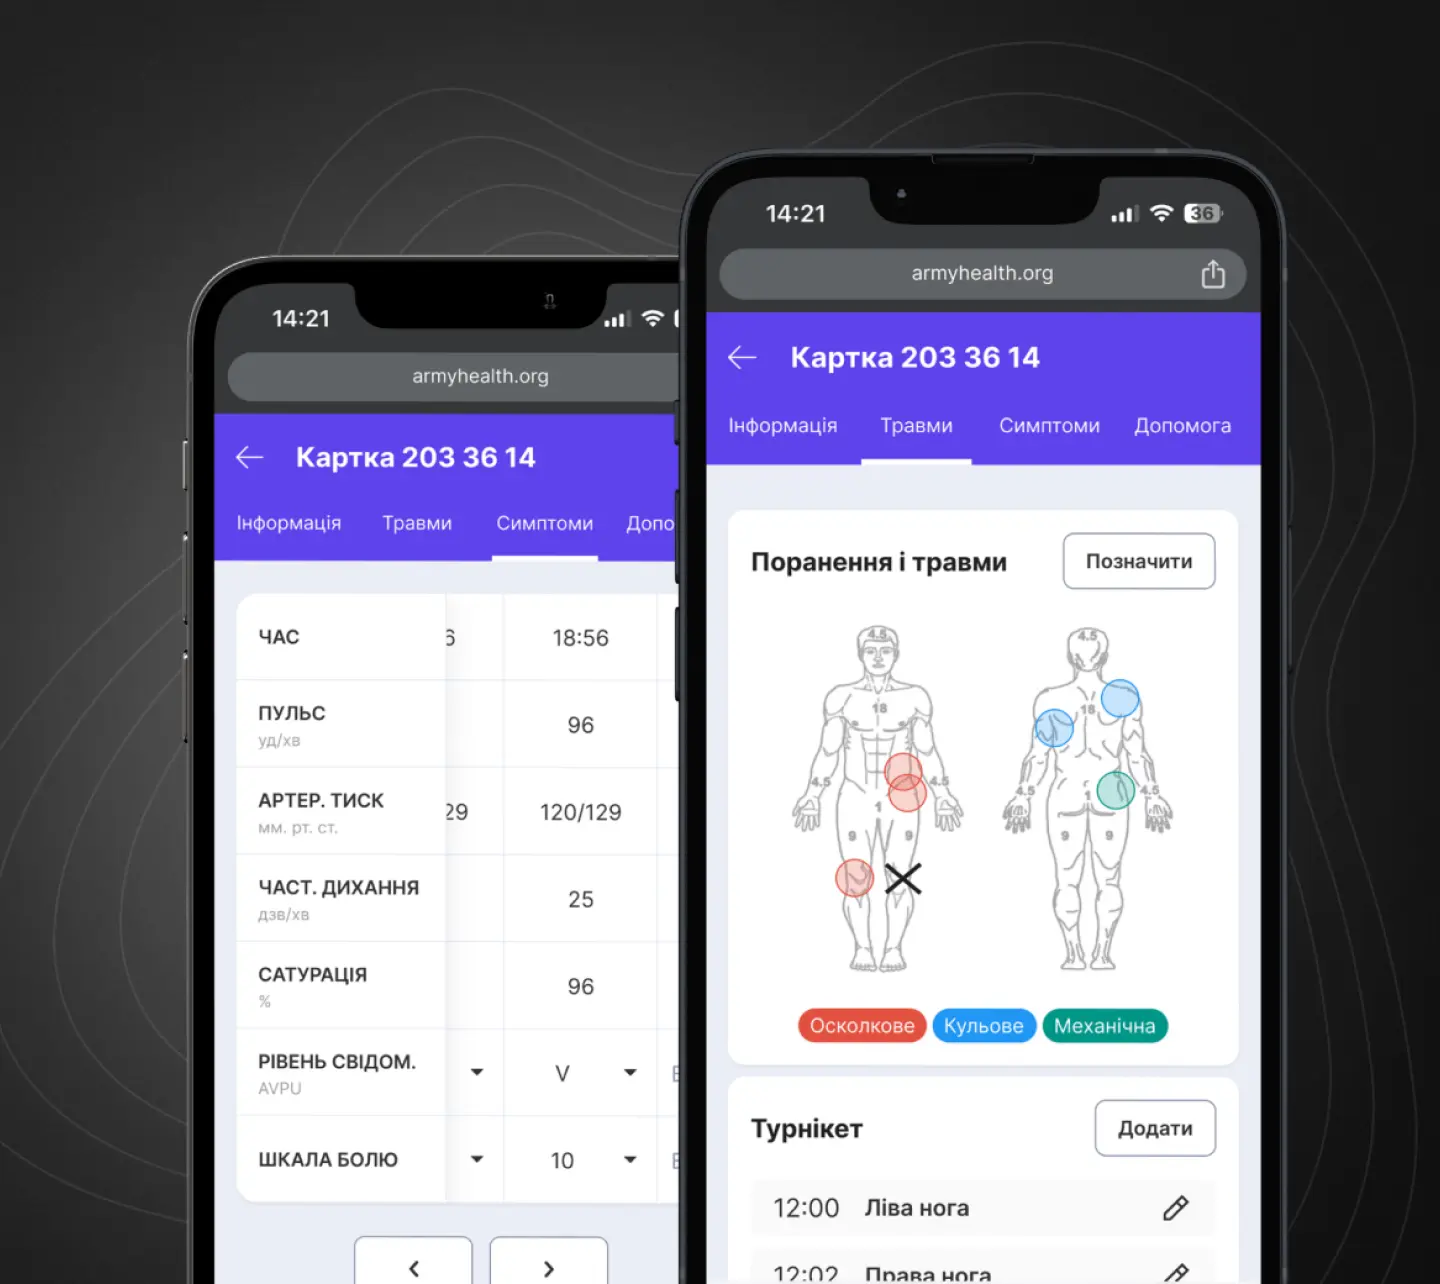 14:21
armyhealth.org
Картка 203 36 14
Інформація Травми Симптоми Допо
ЧАС 6 18:56
ПУЛЬС
уд/хв
96
АРТЕР. ТИСК
мм. рт. ст.
29 120/129
ЧАСТ. ДИХАННЯ
дзв/хв
25
САТУРАЦІЯ
%
96
РІВЕНЬ СВІДОМ.
AVPU
V
ШКАЛА БОЛЮ 10
14:21 36
armyhealth.org
Картка 203 36 14
Інформація Травми Симптоми Допомога
Поранення і травми Позначити
4.5 4.5
18 18
4.5 4.5 4.5 4.5
1 1
9 9 9 9
Осколкове Кульове Механічна
Турнікет Додати
12:00 Ліва нога
12:02 Права нога